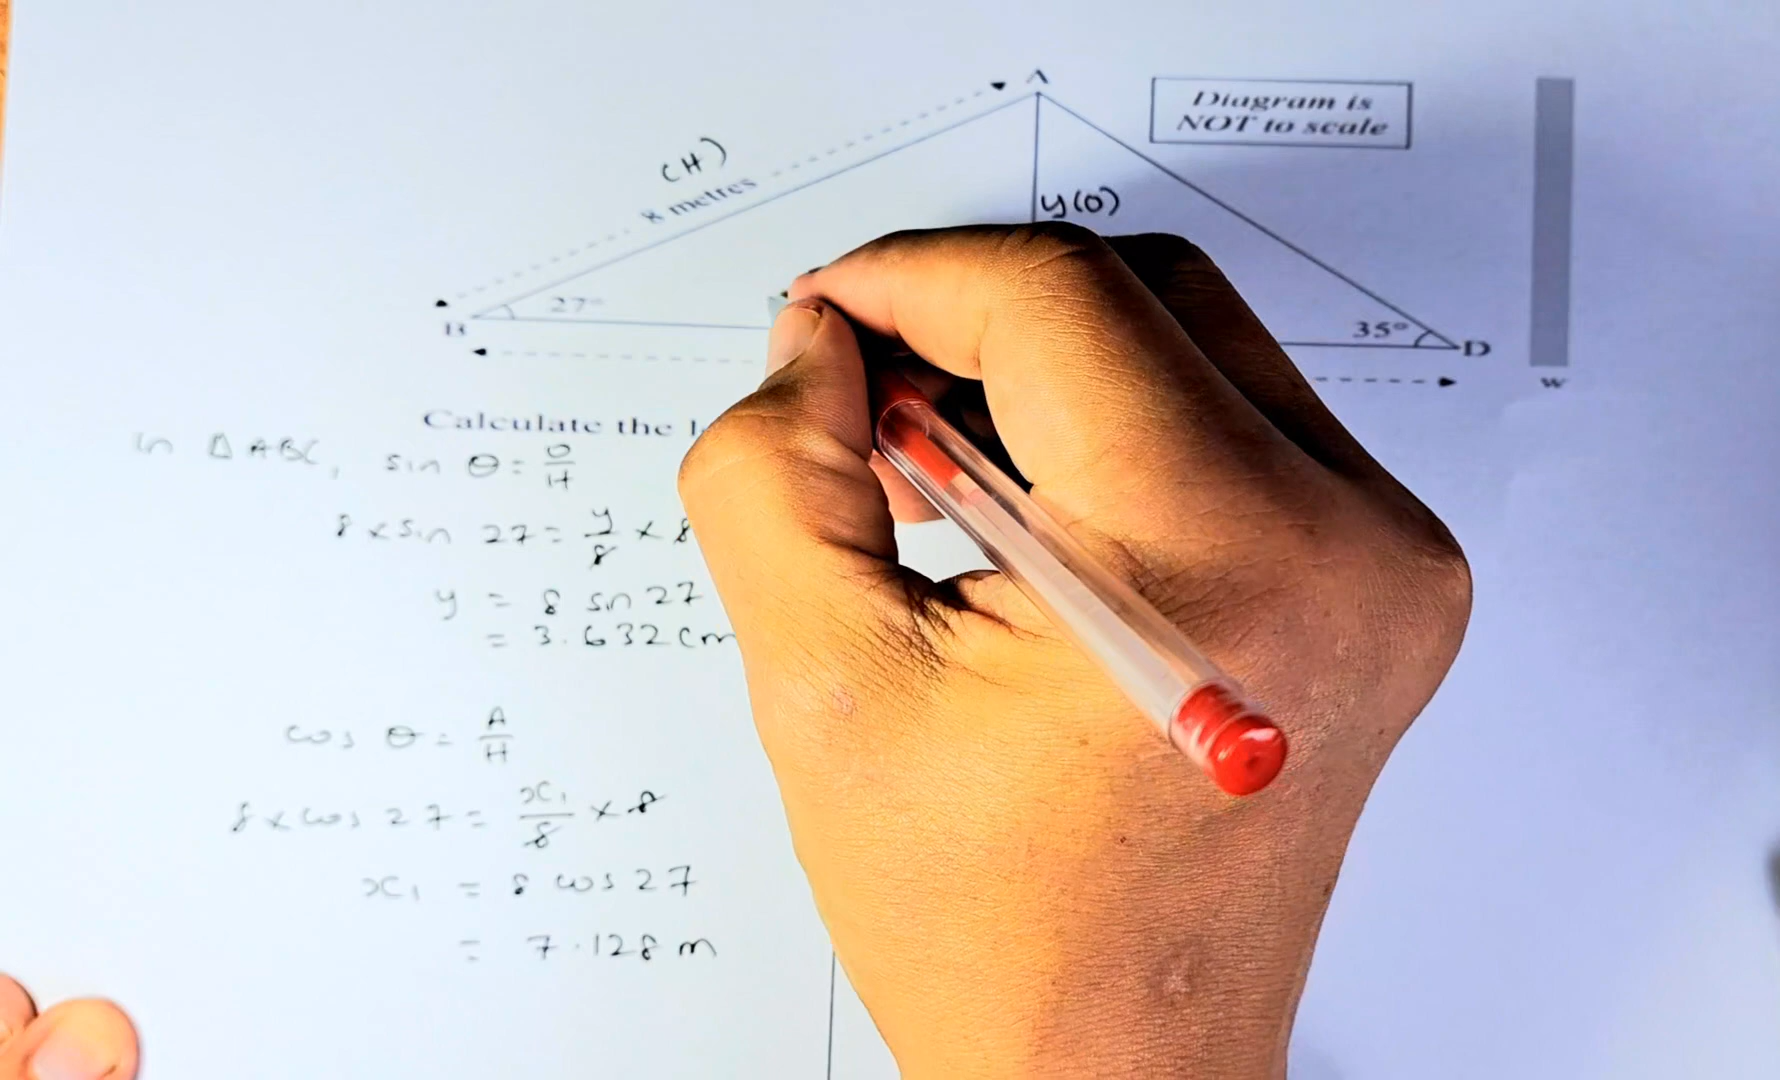 A
Diagram is
NOT to scale
(H)
8 metres
y(O)
27°
B
35°
D
w
Calculate the
In Δ ABC, sin θ = O/H
8 x sin 27 = y/8 x 8
y = 8 sin 27
= 3.632 cm
cos θ = A/H
8 x cos 27 = x₁/8 x 8
x₁ = 8 cos 27
= 7.128 m